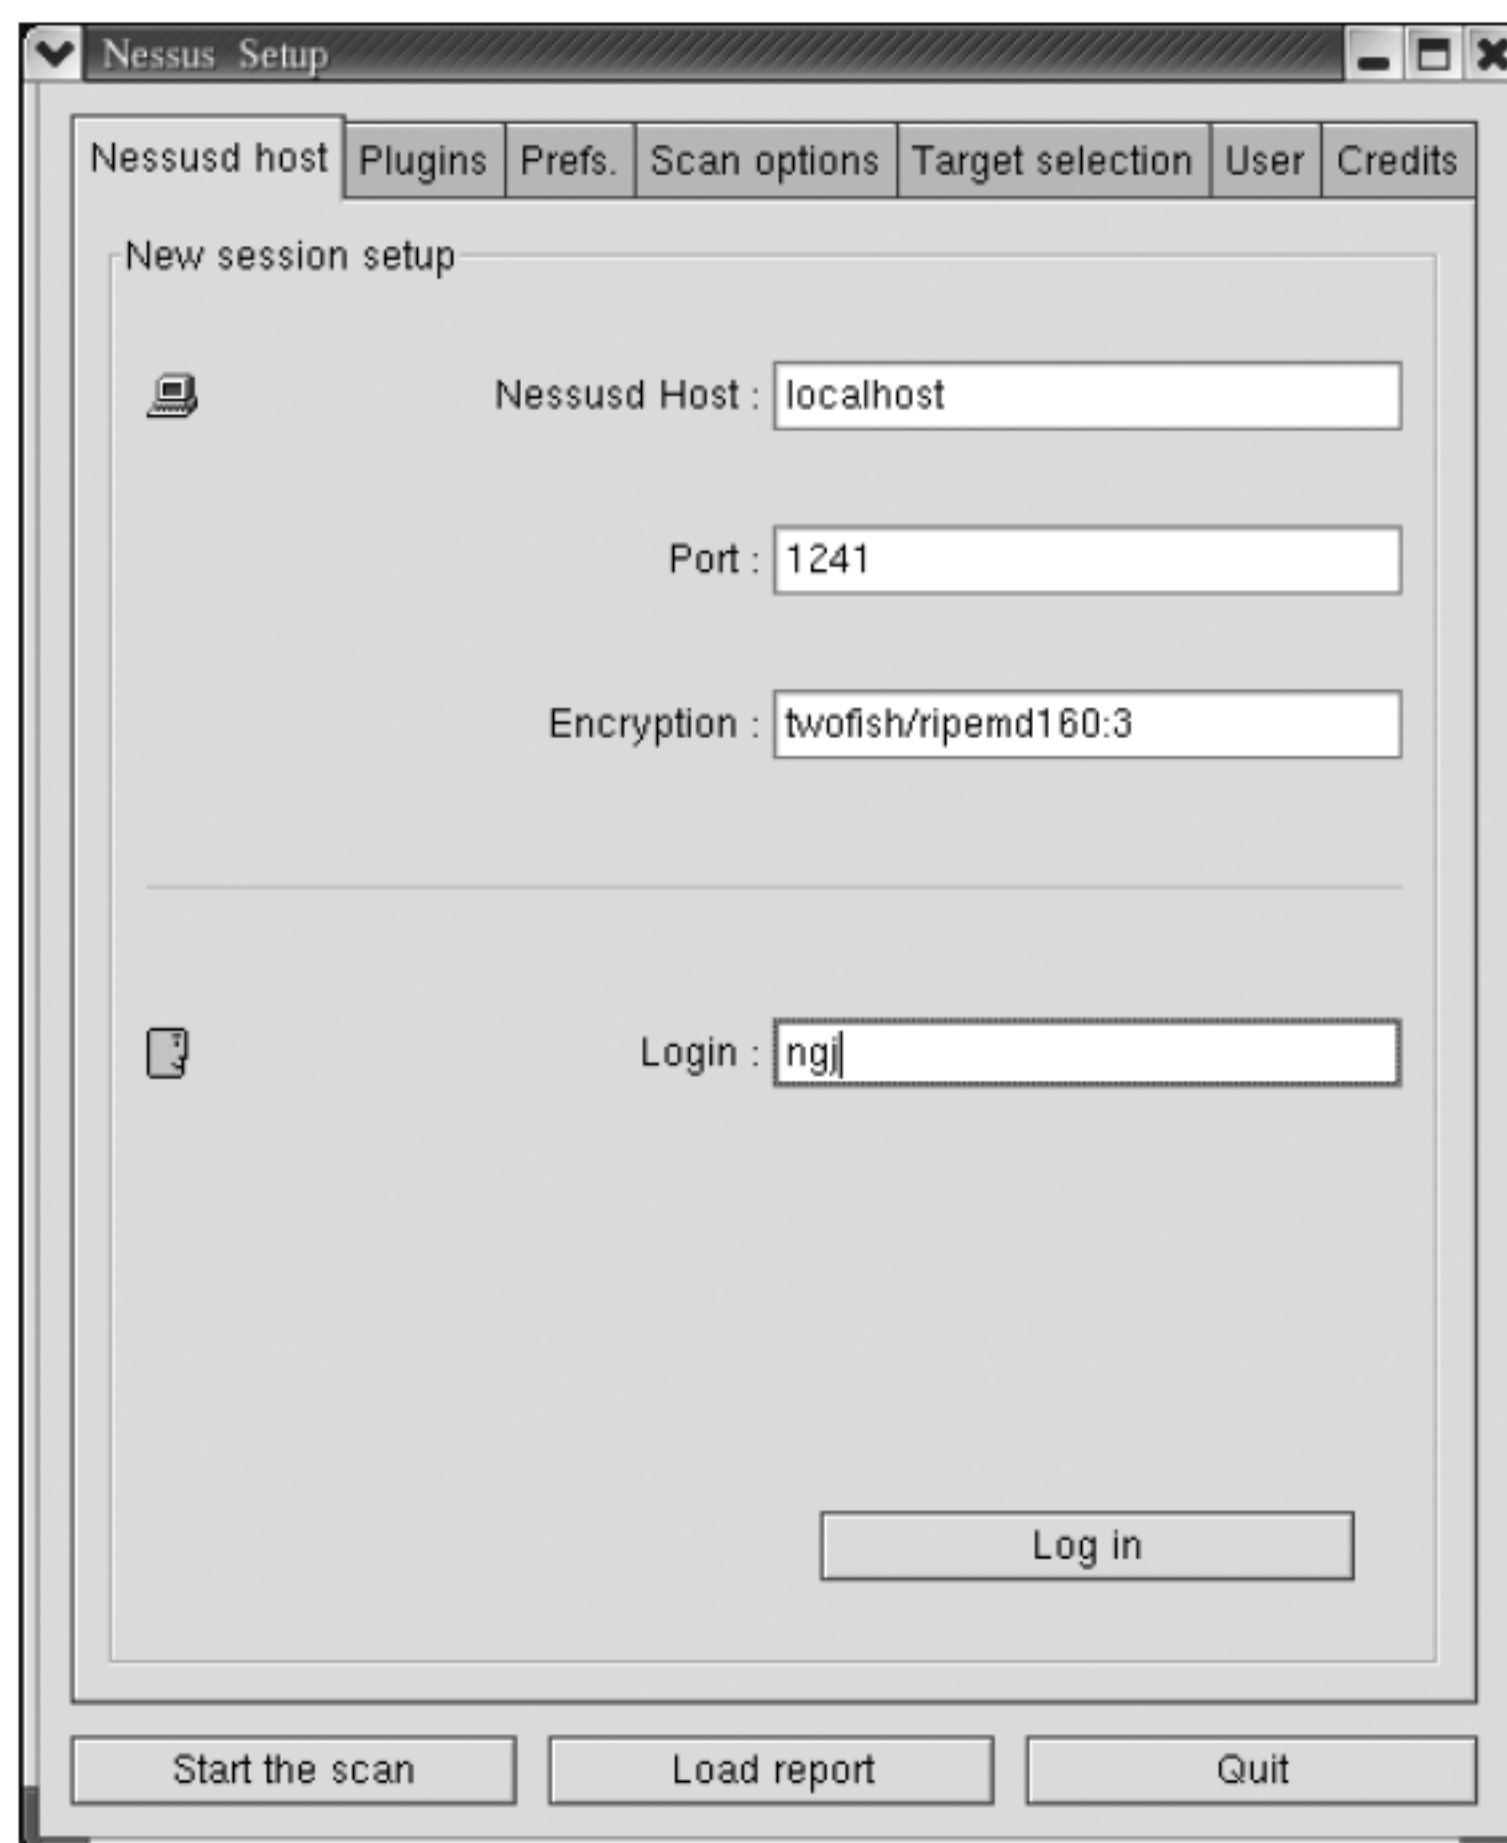 Nessus Setup
Nessusd host Plugins Prefs. Scan options Target selection User Credits
New session setup
Nessusd Host : localhost
Port : 1241
Encryption : twofish/ripemd160:3
Login : ngj
Log in
Start the scan Load report Quit